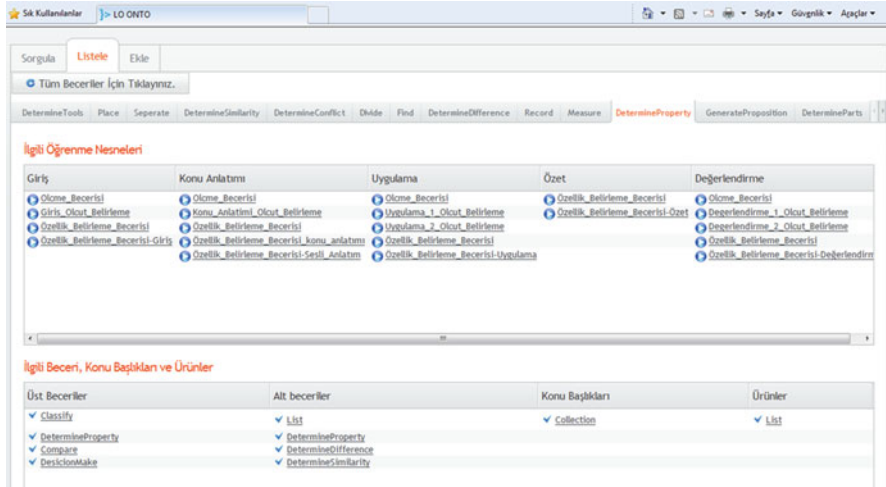 Sık Kullanılanlar
LO ONTO
Sayfa
Güvenlik
Araçlar
Sorgula
Listele
Ekle
Tüm Beceriler İçin Tıklayınız.
DetermineTools Place Seperate DetermineSimilarity DetermineConflict Divide Find DetermineDifference Record Measure DetermineProperty GenerateProposition DetermineParts
İlgili Öğrenme Nesneleri
Giriş Konu Anlatımı Uygulama Özet Değerlendirme
Olcme_Becerisi Olcme_Becerisi Olcme_Becerisi Özellik_Belirleme_Becerisi Olcme_Becerisi
Giris_Olcut_Belirleme Konu_Anlatimi_Olcut_Belirleme Uygulama_1_Olcut_Belirleme Özellik_Belirleme_Becerisi-Özet Degerlendirme_1_Olcut_Belirleme
Özellik_Belirleme_Becerisi Özellik_Belirleme_Becerisi Uygulama_2_Olcut_Belirleme Degerlendirme_2_Olcut_Belirleme
Özellik_Belirleme_Becerisi-Giriş Özellik_Belirleme_Becerisi_konu_anlatımı Özellik_Belirleme_Becerisi Özellik_Belirleme_Becerisi
Özellik_Belirleme_Becerisi-Sesli_Anlatım Özellik_Belirleme_Becerisi-Uygulama Özellik_Belirleme_Becerisi-Değerlendirm
İlgili Beceri, Konu Başlıkları ve Ürünler
Üst Beceriler Alt beceriler Konu Başlıkları Ürünler
Classify List Collection List
DetermineProperty DetermineProperty
Compare DetermineDifference
DesicionMake DetermineSimilarity